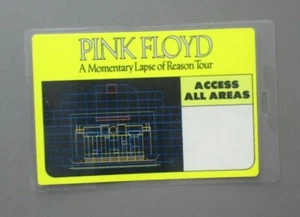 PINK FLOYD
A Momentary Lapse of Reason Tour
ACCESS
ALL AREAS